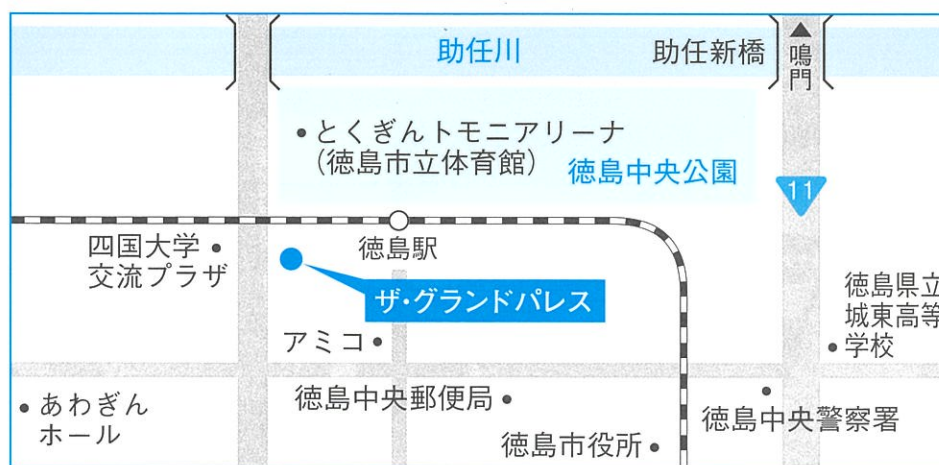 助任川
助任新橋
鳴門
とくぎんトモニアリーナ
（徳島市立体育館）
徳島中央公園
11
徳島駅
四国大学
交流プラザ
ザ・グランドパレス
徳島県立
城東高等
学校
アミコ
徳島中央郵便局
あわぎん
ホール
徳島中央警察署
徳島市役所